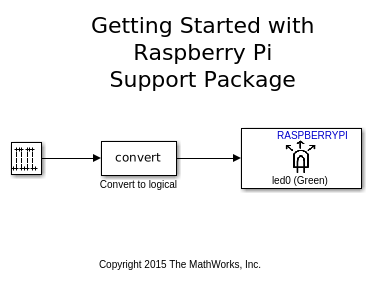 Getting Started with
Raspberry Pi
Support Package
RASPBERRYPI
convert
led0 (Green)
Convert to logical
Copyright 2015 The MathWorks, Inc.